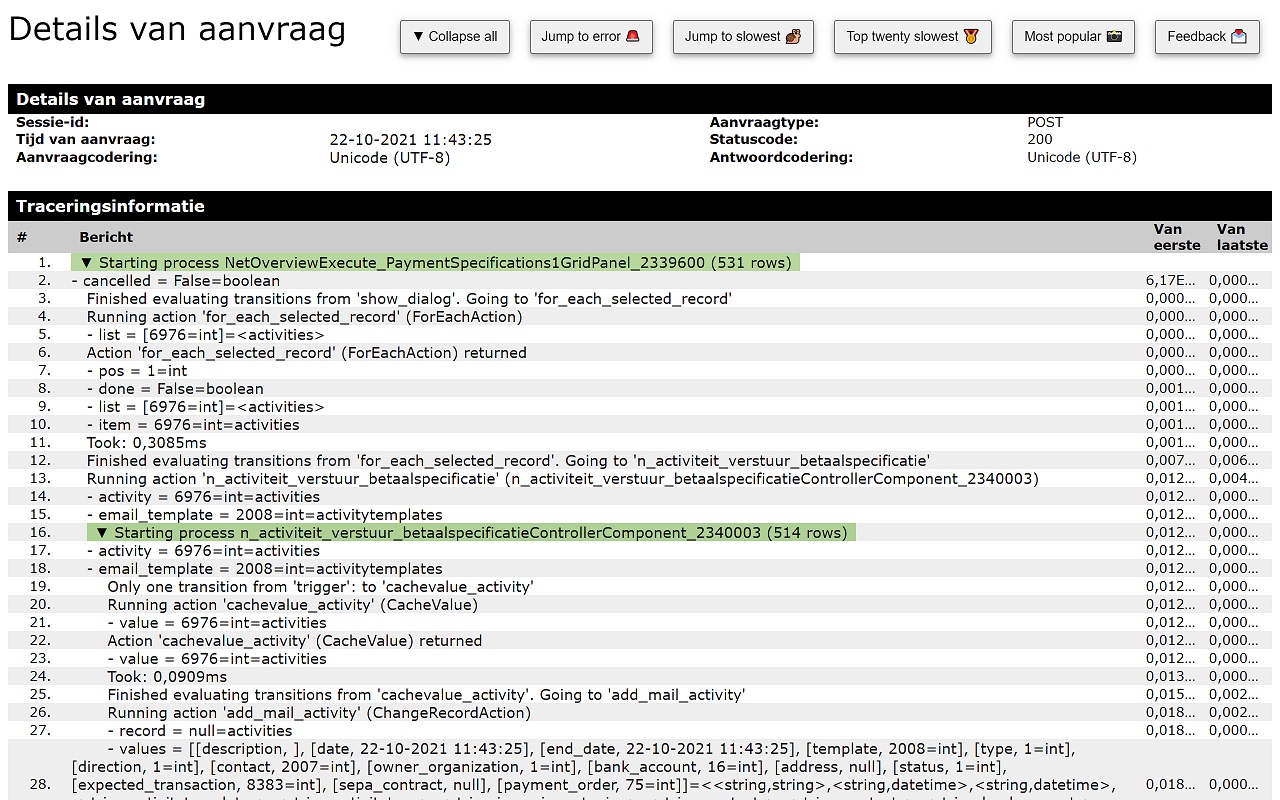 Details van aanvraag
▼ Collapse all
Jump to error
Jump to slowest
Top twenty slowest
Most popular
Feedback
Details van aanvraag
Sessie-id: Aanvraagtype: POST
Tijd van aanvraag: 22-10-2021 11:43:25 Statuscode: 200
Aanvraagcodering: Unicode (UTF-8) Antwoordcodering: Unicode (UTF-8)
Traceringsinformatie
# Bericht Van eerste Van laatste
1. ▼ Starting process NetOverviewExecute_PaymentSpecifications1GridPanel_2339600 (531 rows)
2. - cancelled = False=boolean 6,17E... 0,000...
3. Finished evaluating transitions from 'show_dialog'. Going to 'for_each_selected_record' 0,000... 0,000...
4. Running action 'for_each_selected_record' (ForEachAction) 0,000... 0,000...
5. - list = [6976=int]=<activities> 0,000... 0,000...
6. Action 'for_each_selected_record' (ForEachAction) returned 0,000... 0,000...
7. - pos = 1=int 0,000... 0,000...
8. - done = False=boolean 0,001... 0,000...
9. - list = [6976=int]=<activities> 0,001... 0,000...
10. - item = 6976=int=activities 0,001... 0,000...
11. Took: 0,3085ms 0,001... 0,000...
12. Finished evaluating transitions from 'for_each_selected_record'. Going to 'n_activiteit_verstuur_betaalspecificatie' 0,007... 0,006...
13. Running action 'n_activiteit_verstuur_betaalspecificatie' (n_activiteit_verstuur_betaalspecificatieControllerComponent_2340003) 0,012... 0,004...
14. - activity = 6976=int=activities 0,012... 0,000...
15. - email_template = 2008=int=activitytemplates 0,012... 0,000...
16. ▼ Starting process n_activiteit_verstuur_betaalspecificatieControllerComponent_2340003 (514 rows) 0,012... 0,000...
17. - activity = 6976=int=activities 0,012... 0,000...
18. - email_template = 2008=int=activitytemplates 0,012... 0,000...
19. Only one transition from 'trigger': to 'cachevalue_activity' 0,012... 0,000...
20. Running action 'cachevalue_activity' (CacheValue) 0,012... 0,000...
21. - value = 6976=int=activities 0,012... 0,000...
22. Action 'cachevalue_activity' (CacheValue) returned 0,012... 0,000...
23. - value = 6976=int=activities 0,012... 0,000...
24. Took: 0,0909ms 0,013... 0,000...
25. Finished evaluating transitions from 'cachevalue_activity'. Going to 'add_mail_activity' 0,015... 0,002...
26. Running action 'add_mail_activity' (ChangeRecordAction) 0,018... 0,002...
27. - record = null=activities 0,018... 0,000...
- values = [[description, ], [date, 22-10-2021 11:43:25], [end_date, 22-10-2021 11:43:25], [template, 2008=int], [type, 1=int],
[direction, 1=int], [contact, 2007=int], [owner_organization, 1=int], [bank_account, 16=int], [address, null], [status, 1=int],
28. [expected_transaction, 8383=int], [sepa_contract, null], [payment_order, 75=int]]=<<string,string>,<string,datetime>,<string,datetime>, 0,018... 0,000...